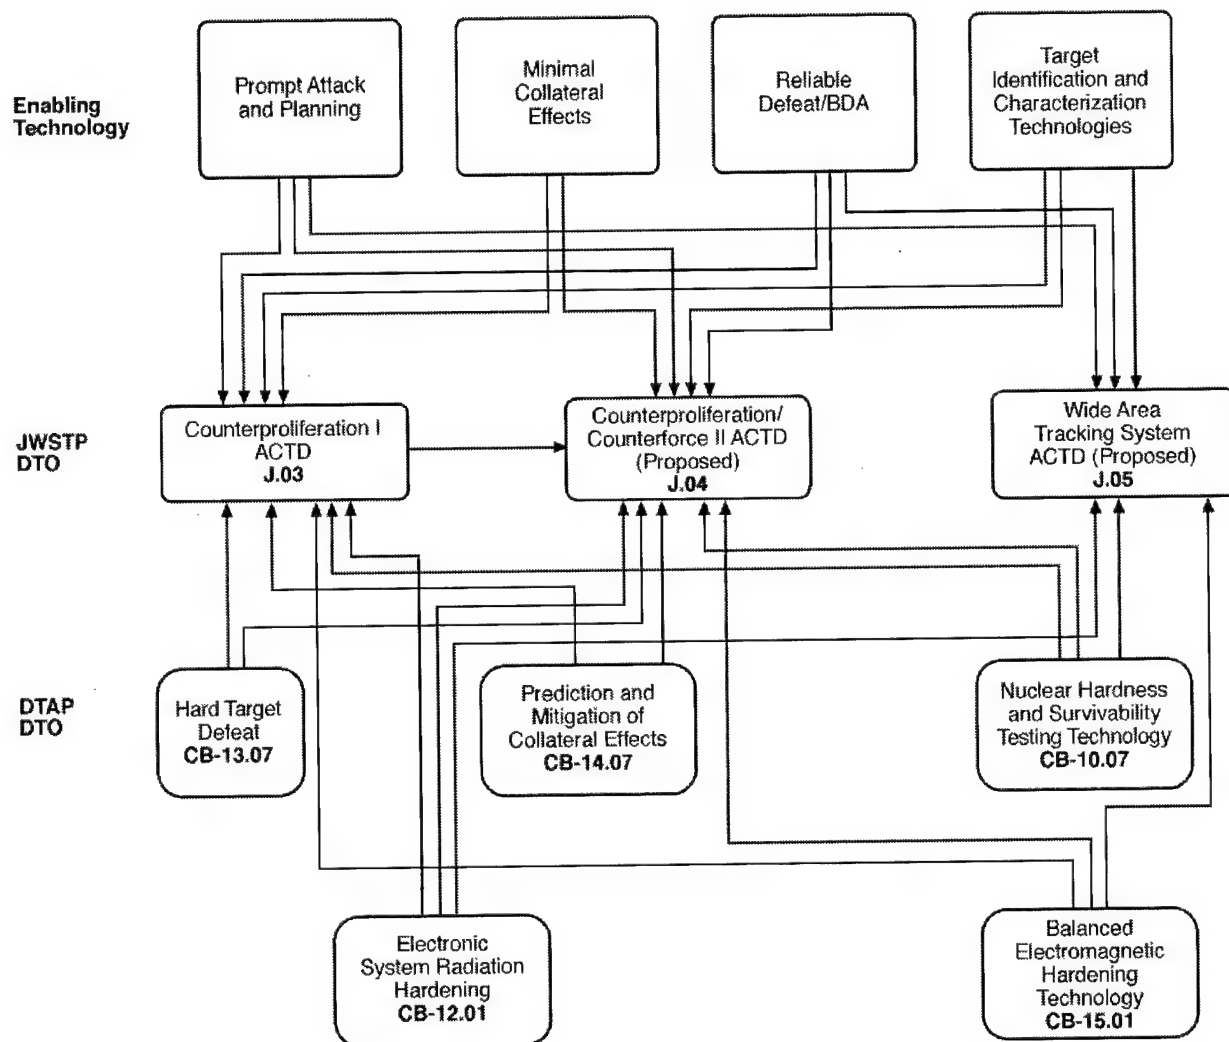 Enabling
Technology
Prompt Attack
and Planning
Minimal
Collateral
Effects
Reliable
Defeat/BDA
Target
Identification and
Characterization
Technologies
JWSTP
DTO
Counterproliferation I
ACTD
J.03
Counterproliferation/
Counterforce II ACTD
(Proposed)
J.04
Wide Area
Tracking System
ACTD (Proposed)
J.05
DTAP
DTO
Hard Target
Defeat
CB-13.07
Prediction and
Mitigation of
Collateral Effects
CB-14.07
Nuclear Hardness
and Survivability
Testing Technology
CB-10.07
Electronic
System Radiation
Hardening
CB-12.01
Balanced
Electromagnetic
Hardening
Technology
CB-15.01